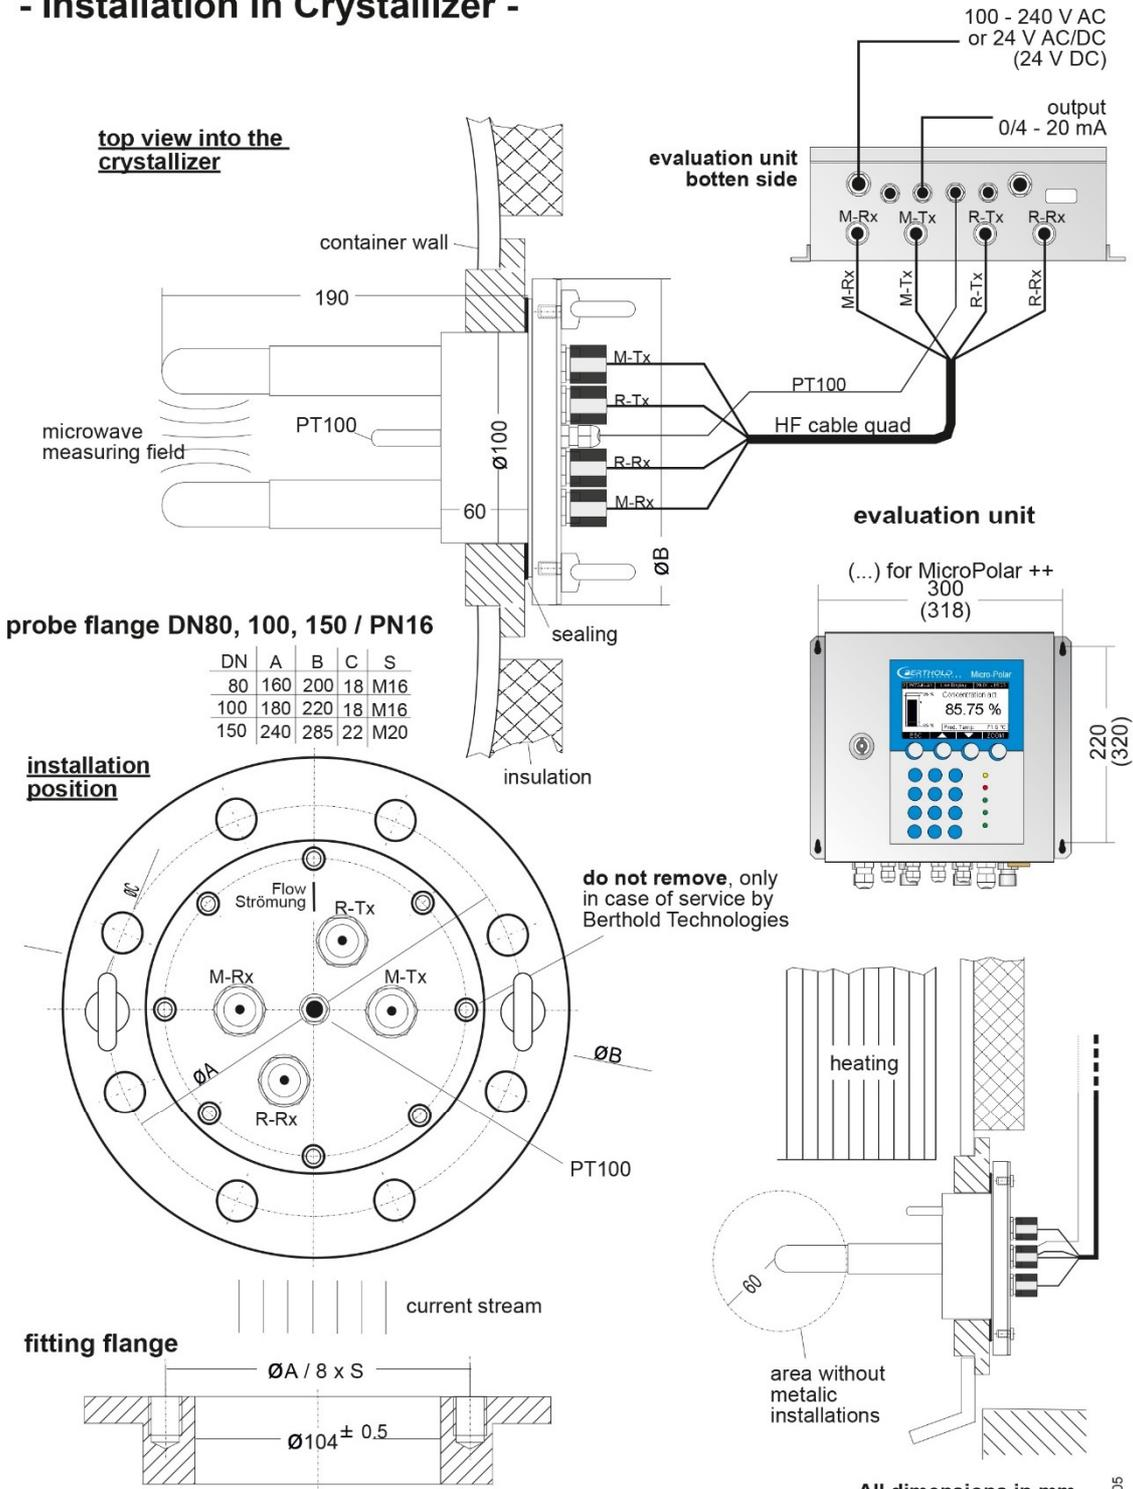 - Installation in Crystallizer -
100 - 240 V AC
or 24 V AC/DC
(24 V DC)
output
0/4 - 20 mA
top view into the
crystallizer
evaluation unit
botten side
M-Rx M-Tx R-Tx R-Rx
M-Rx
M-Tx
R-Tx
R-Rx
container wall
190
M-Tx
R-Tx
PT100
PT100
HF cable quad
microwave
measuring field
Ø100
R-Rx
M-Rx
60
ØB
sealing
evaluation unit
(...) for MicroPolar ++
300
(318)
220
(320)
BERTHOLD
Micro-Polar
Concentration act
85.75 %
ESC
ZOOM
probe flange DN80, 100, 150 / PN16
DN A B C S
80 160 200 18 M16
100 180 220 18 M16
150 240 285 22 M20
insulation
installation
position
ØC
Flow
Strömung
R-Tx
M-Rx
M-Tx
ØA
ØB
R-Rx
PT100
do not remove, only
in case of service by
Berthold Technologies
heating
60
area without
metalic
installations
current stream
fitting flange
ØA / 8 x S
Ø104 ± 0.5
All dimensions in mm
05